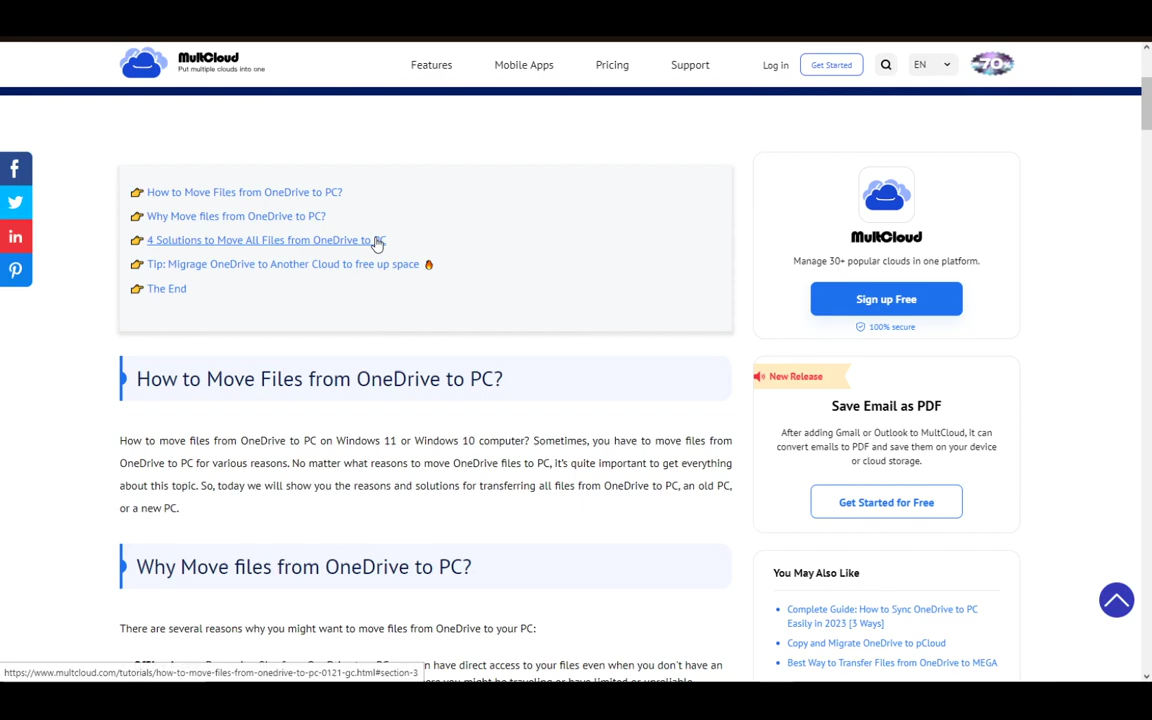 MultCloud
Put multiple clouds into one
Features
Mobile Apps
Pricing
Support
Log in
Get Started
EN
70
How to Move Files from OneDrive to PC?
Why Move files from OneDrive to PC?
4 Solutions to Move All Files from OneDrive to PC
Tip: Migrage OneDrive to Another Cloud to free up space
The End
MultCloud
Manage 30+ popular clouds in one platform.
Sign up Free
100% secure
How to Move Files from OneDrive to PC?
How to move files from OneDrive to PC on Windows 11 or Windows 10 computer? Sometimes, you have to move files from
OneDrive to PC for various reasons. No matter what reasons to move OneDrive files to PC, it's quite important to get everything
about this topic. So, today we will show you the reasons and solutions for transferring all files from OneDrive to PC, an old PC,
or a new PC.
New Release
Save Email as PDF
After adding Gmail or Outlook to MultCloud, it can
convert emails to PDF and save them on your device
or cloud storage.
Get Started for Free
Why Move files from OneDrive to PC?
There are several reasons why you might want to move files from OneDrive to your PC:
n have direct access to your files even when you don't have an
You May Also Like
Complete Guide: How to Sync OneDrive to PC
Easily in 2023 [3 Ways]
Copy and Migrate OneDrive to pCloud
Best Way to Transfer Files from OneDrive to MEGA
https://www.multcloud.com/tutorials/how-to-move-files-from-onedrive-to-pc-0121-gc.html#section-3